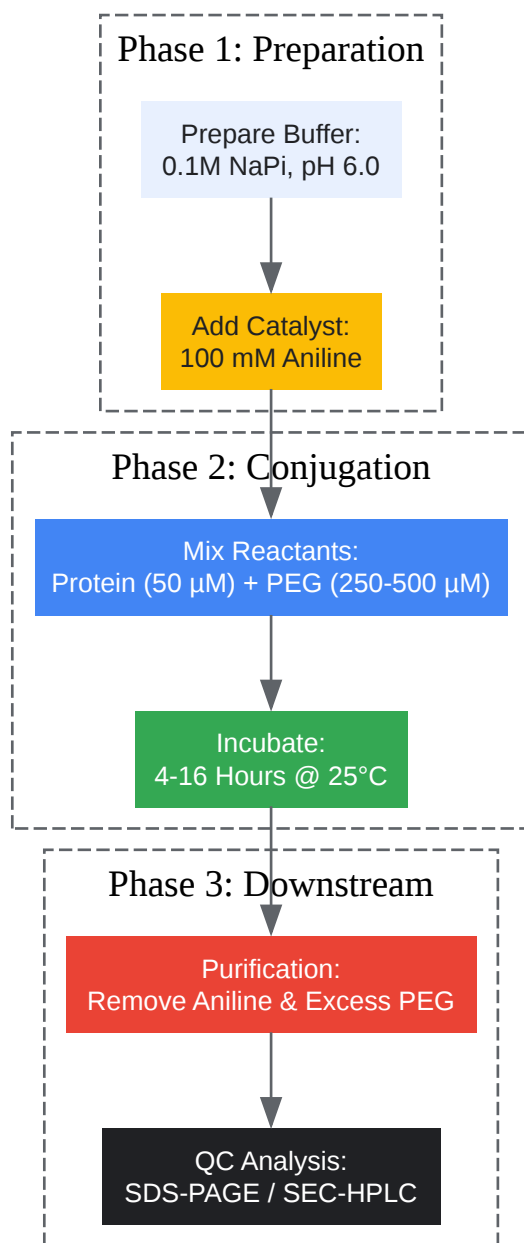 Phase 1: Preparation
Prepare Buffer:
0.1M NaPi, pH 6.0
Add Catalyst:
100 mM Aniline
Phase 2: Conjugation
Mix Reactants:
Protein (50 µM) + PEG (250-500 µM)
Incubate:
4-16 Hours @ 25°C
Phase 3: Downstream
Purification:
Remove Aniline & Excess PEG
QC Analysis:
SDS-PAGE / SEC-HPLC